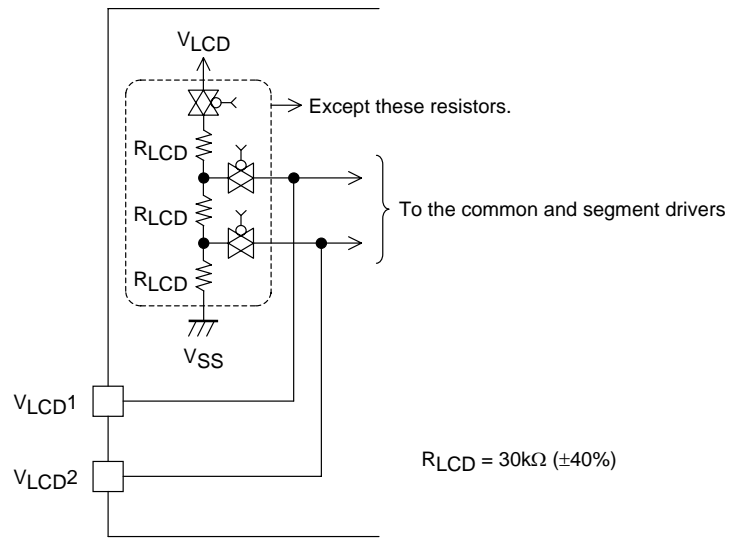 VLCD
Except these resistors.
RLCD
RLCD
To the common and segment drivers
RLCD
VSS
VLCD1
VLCD2
RLCD = 30kΩ (±40%)